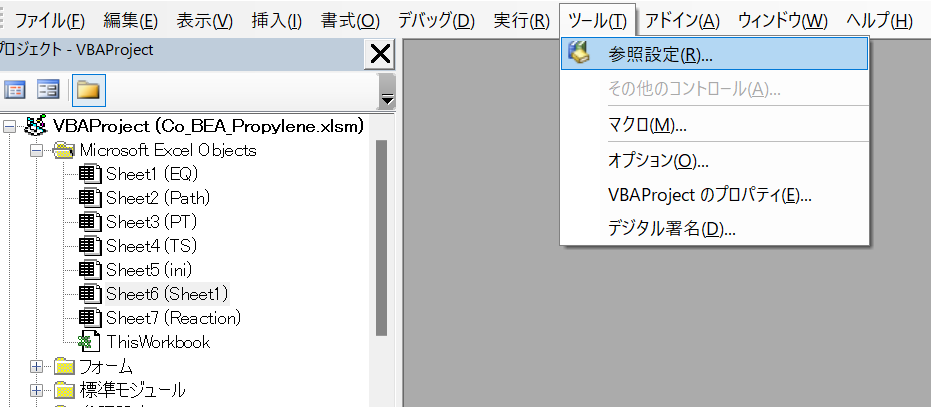 ファイル(F) 編集(E) 表示(V) 挿入(I) 書式(O) デバッグ(D) 実行(R) ツール(T) アドイン(A) ウィンドウ(W) ヘルプ(H)
プロジェクト - VBAProject
VBAProject (Co_BEA_Propylene.xlsm)
Microsoft Excel Objects
Sheet1 (EQ)
Sheet2 (Path)
Sheet3 (PT)
Sheet4 (TS)
Sheet5 (ini)
Sheet6 (Sheet1)
Sheet7 (Reaction)
ThisWorkbook
フォーム
標準モジュール
参照設定(R)...
その他のコントロール(A)...
マクロ(M)...
オプション(O)...
VBAProject のプロパティ(E)...
デジタル署名(D)...